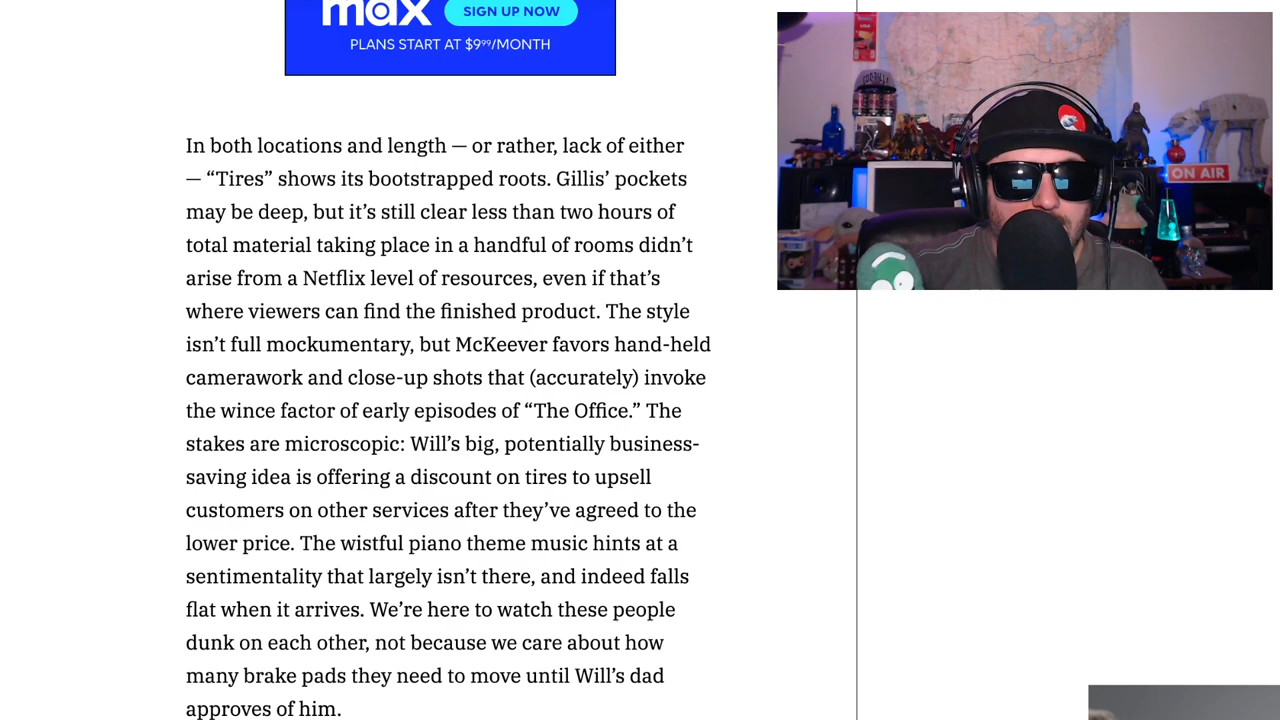 max
SIGN UP NOW
PLANS START AT $9⁹⁹/MONTH
In both locations and length — or rather, lack of either
— “Tires” shows its bootstrapped roots. Gillis’ pockets
may be deep, but it’s still clear less than two hours of
total material taking place in a handful of rooms didn’t
arise from a Netflix level of resources, even if that’s
where viewers can find the finished product. The style
isn’t full mockumentary, but McKeever favors hand-held
camerawork and close-up shots that (accurately) invoke
the wince factor of early episodes of “The Office.” The
stakes are microscopic: Will’s big, potentially business-
saving idea is offering a discount on tires to upsell
customers on other services after they’ve agreed to the
lower price. The wistful piano theme music hints at a
sentimentality that largely isn’t there, and indeed falls
flat when it arrives. We’re here to watch these people
dunk on each other, not because we care about how
many brake pads they need to move until Will’s dad
approves of him.
ON AIR